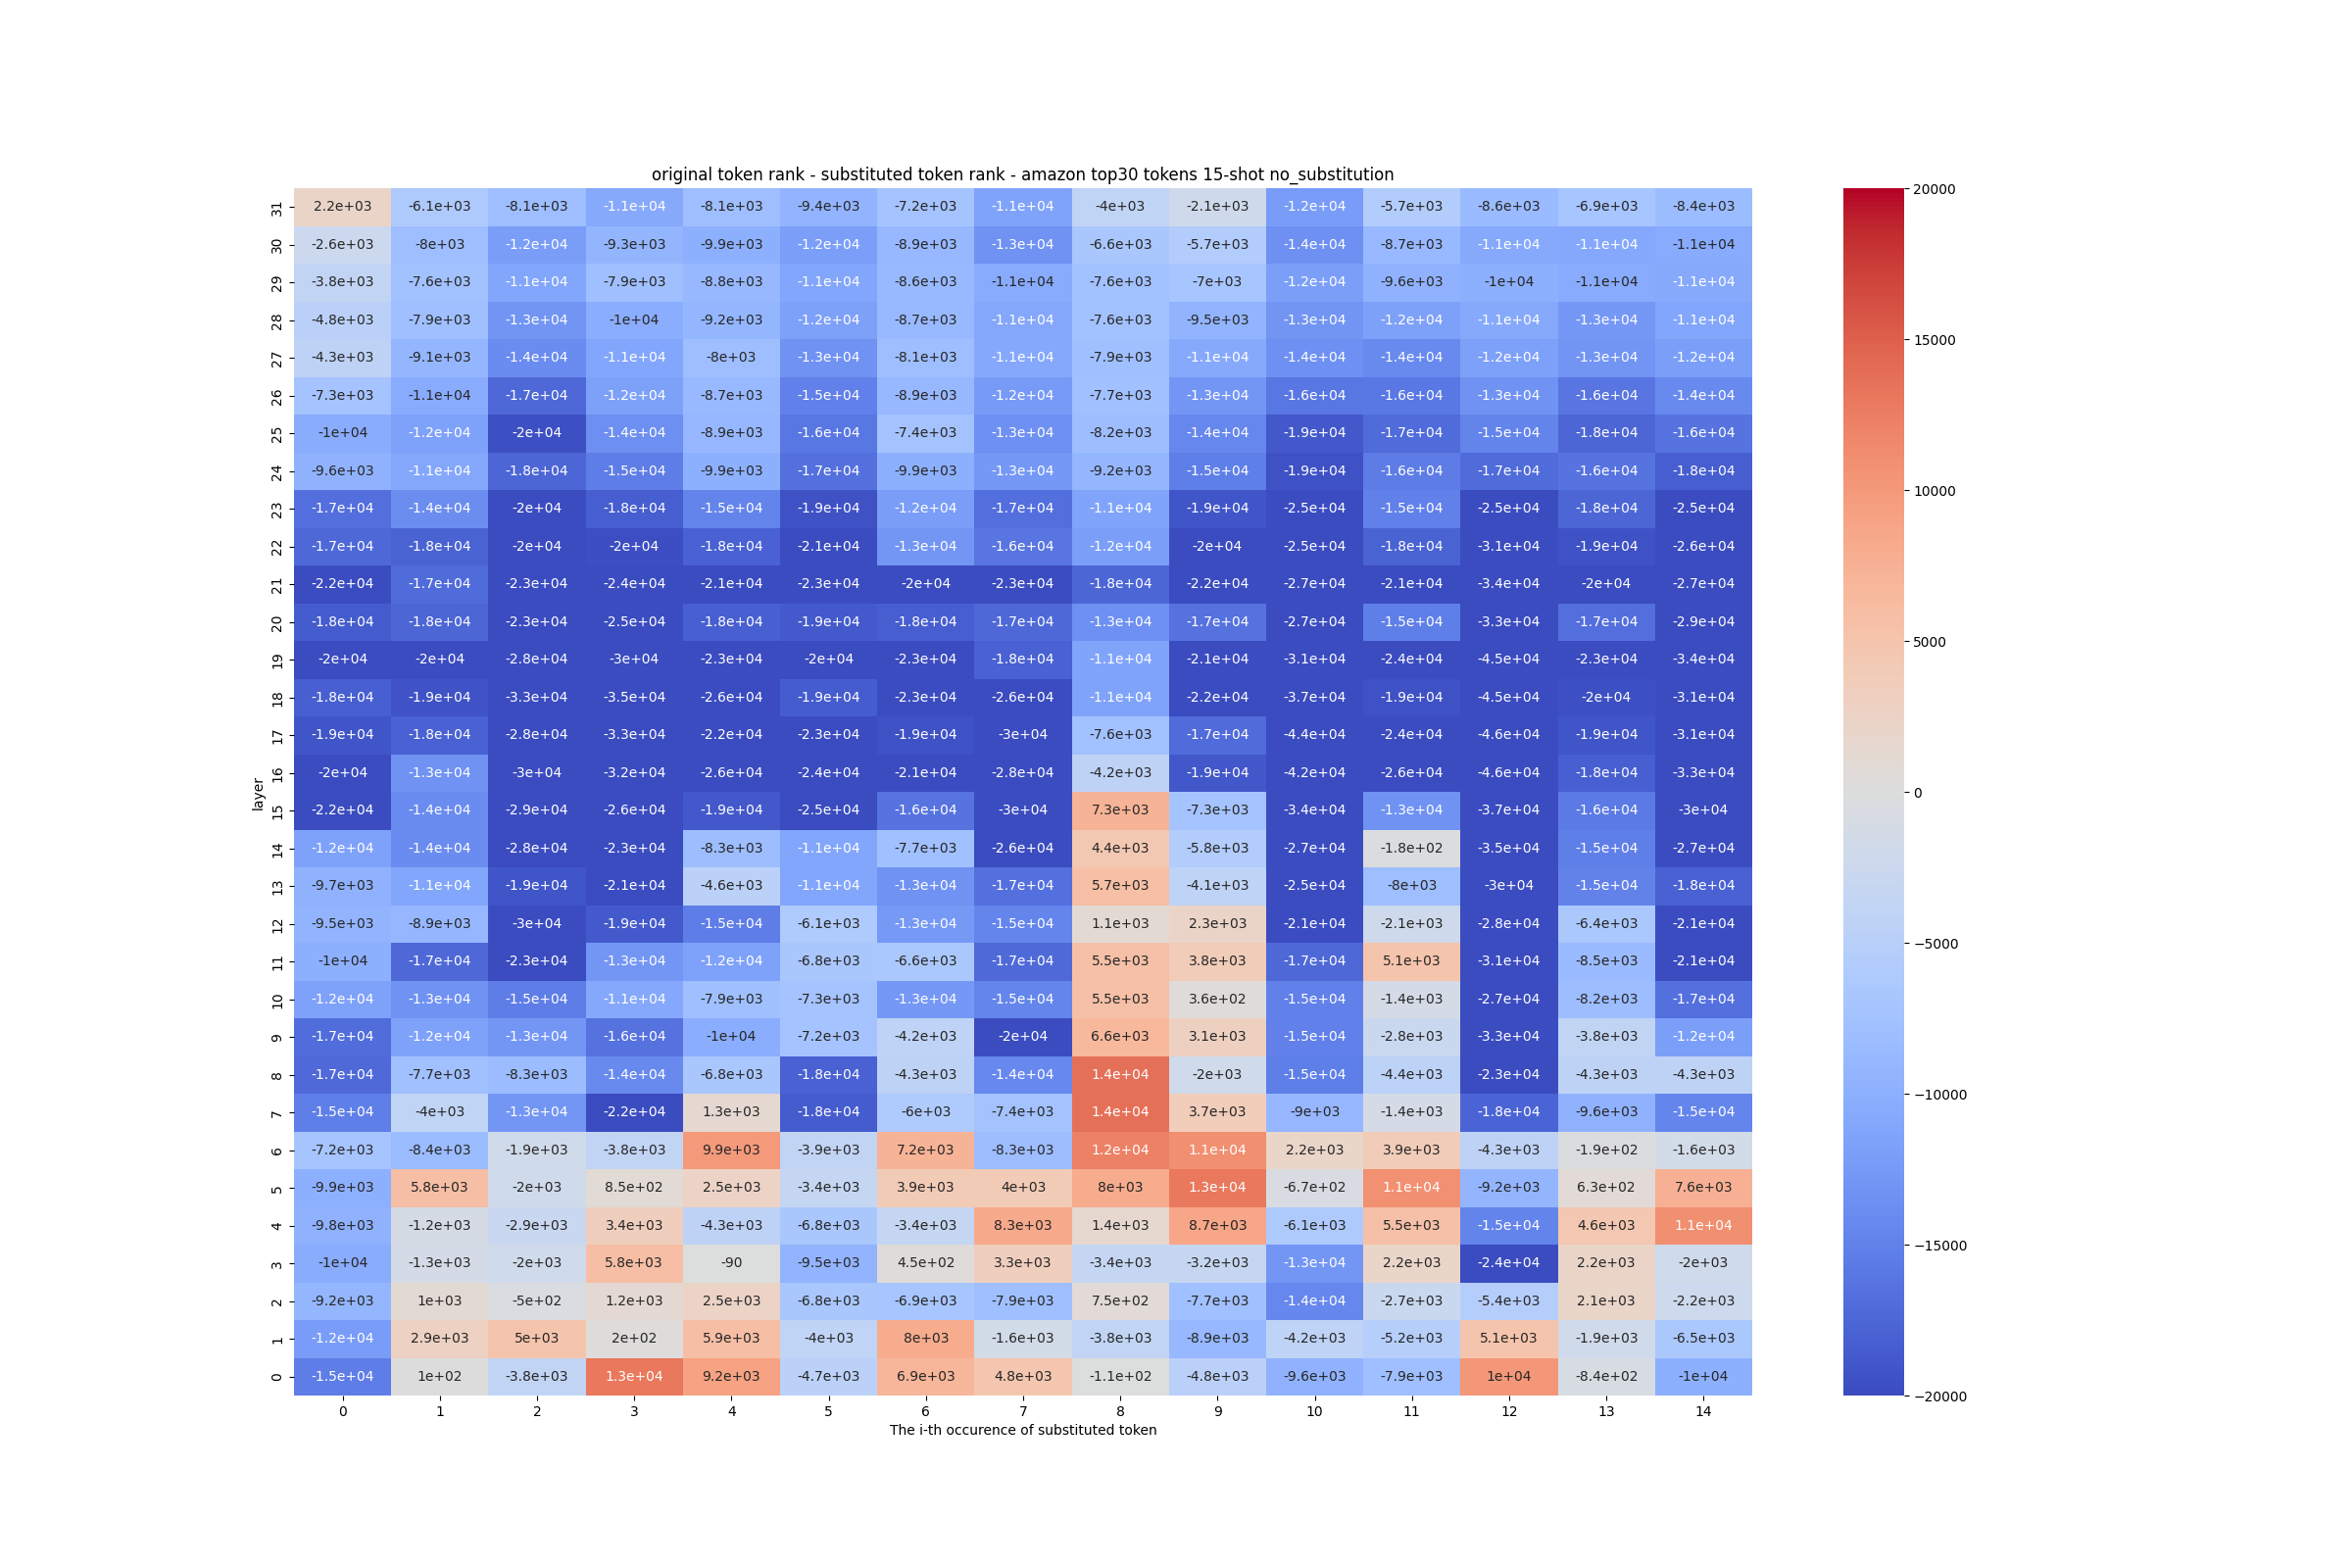 original token rank - substituted token rank - amazon top30 tokens 15-shot no_substitution
31 2.2e+03 -6.1e+03 -8.1e+03 -1.1e+04 -8.1e+03 -9.4e+03 -7.2e+03 -1.1e+04 -4e+03 -2.1e+03 -1.2e+04 -5.7e+03 -8.6e+03 -6.9e+03 -8.4e+03
30 -2.6e+03 -8e+03 -1.2e+04 -9.3e+03 -9.9e+03 -1.2e+04 -8.9e+03 -1.3e+04 -6.6e+03 -5.7e+03 -1.4e+04 -8.7e+03 -1.1e+04 -1.1e+04 -1.1e+04
29 -3.8e+03 -7.6e+03 -1.1e+04 -7.9e+03 -8.8e+03 -1.1e+04 -8.6e+03 -1.1e+04 -7.6e+03 -7e+03 -1.2e+04 -9.6e+03 -1e+04 -1.1e+04 -1.1e+04
28 -4.8e+03 -7.9e+03 -1.3e+04 -1e+04 -9.2e+03 -1.2e+04 -8.7e+03 -1.1e+04 -7.6e+03 -9.5e+03 -1.3e+04 -1.2e+04 -1.1e+04 -1.3e+04 -1.1e+04
27 -4.3e+03 -9.1e+03 -1.4e+04 -1.1e+04 -8e+03 -1.3e+04 -8.1e+03 -1.1e+04 -7.9e+03 -1.1e+04 -1.4e+04 -1.4e+04 -1.2e+04 -1.3e+04 -1.2e+04
26 -7.3e+03 -1.1e+04 -1.7e+04 -1.2e+04 -8.7e+03 -1.5e+04 -8.9e+03 -1.2e+04 -7.7e+03 -1.3e+04 -1.6e+04 -1.6e+04 -1.3e+04 -1.6e+04 -1.4e+04
25 -1e+04 -1.2e+04 -2e+04 -1.4e+04 -8.9e+03 -1.6e+04 -7.4e+03 -1.3e+04 -8.2e+03 -1.4e+04 -1.9e+04 -1.7e+04 -1.5e+04 -1.8e+04 -1.6e+04
24 -9.6e+03 -1.1e+04 -1.8e+04 -1.5e+04 -9.9e+03 -1.7e+04 -9.9e+03 -1.3e+04 -9.2e+03 -1.5e+04 -1.9e+04 -1.6e+04 -1.7e+04 -1.6e+04 -1.8e+04
23 -1.7e+04 -1.4e+04 -2e+04 -1.8e+04 -1.5e+04 -1.9e+04 -1.2e+04 -1.7e+04 -1.1e+04 -1.9e+04 -2.5e+04 -1.5e+04 -2.5e+04 -1.8e+04 -2.5e+04
22 -1.7e+04 -1.8e+04 -2e+04 -2e+04 -1.8e+04 -2.1e+04 -1.3e+04 -1.6e+04 -1.2e+04 -2e+04 -2.5e+04 -1.8e+04 -3.1e+04 -1.9e+04 -2.6e+04
21 -2.2e+04 -1.7e+04 -2.3e+04 -2.4e+04 -2.1e+04 -2.3e+04 -2e+04 -2.3e+04 -1.8e+04 -2.2e+04 -2.7e+04 -2.1e+04 -3.4e+04 -2e+04 -2.7e+04
20 -1.8e+04 -1.8e+04 -2.3e+04 -2.5e+04 -1.8e+04 -1.9e+04 -1.8e+04 -1.7e+04 -1.3e+04 -1.7e+04 -2.7e+04 -1.5e+04 -3.3e+04 -1.7e+04 -2.9e+04
19 -2e+04 -2e+04 -2.8e+04 -3e+04 -2.3e+04 -2e+04 -2.3e+04 -1.8e+04 -1.1e+04 -2.1e+04 -3.1e+04 -2.4e+04 -4.5e+04 -2.3e+04 -3.4e+04
18 -1.8e+04 -1.9e+04 -3.3e+04 -3.5e+04 -2.6e+04 -1.9e+04 -2.3e+04 -2.6e+04 -1.1e+04 -2.2e+04 -3.7e+04 -1.9e+04 -4.5e+04 -2e+04 -3.1e+04
17 -1.9e+04 -1.8e+04 -2.8e+04 -3.3e+04 -2.2e+04 -2.3e+04 -1.9e+04 -3e+04 -7.6e+03 -1.7e+04 -4.4e+04 -2.4e+04 -4.6e+04 -1.9e+04 -3.1e+04
16 -2e+04 -1.3e+04 -3e+04 -3.2e+04 -2.6e+04 -2.4e+04 -2.1e+04 -2.8e+04 -4.2e+03 -1.9e+04 -4.2e+04 -2.6e+04 -4.6e+04 -1.8e+04 -3.3e+04
15 -2.2e+04 -1.4e+04 -2.9e+04 -2.6e+04 -1.9e+04 -2.5e+04 -1.6e+04 -3e+04 7.3e+03 -7.3e+03 -3.4e+04 -1.3e+04 -3.7e+04 -1.6e+04 -3e+04
14 -1.2e+04 -1.4e+04 -2.8e+04 -2.3e+04 -8.3e+03 -1.1e+04 -7.7e+03 -2.6e+04 4.4e+03 -5.8e+03 -2.7e+04 -1.8e+02 -3.5e+04 -1.5e+04 -2.7e+04
13 -9.7e+03 -1.1e+04 -1.9e+04 -2.1e+04 -4.6e+03 -1.1e+04 -1.3e+04 -1.7e+04 5.7e+03 -4.1e+03 -2.5e+04 -8e+03 -3e+04 -1.5e+04 -1.8e+04
12 -9.5e+03 -8.9e+03 -3e+04 -1.9e+04 -1.5e+04 -6.1e+03 -1.3e+04 -1.5e+04 1.1e+03 2.3e+03 -2.1e+04 -2.1e+03 -2.8e+04 -6.4e+03 -2.1e+04
11 -1e+04 -1.7e+04 -2.3e+04 -1.3e+04 -1.2e+04 -6.8e+03 -6.6e+03 -1.7e+04 5.5e+03 3.8e+03 -1.7e+04 5.1e+03 -3.1e+04 -8.5e+03 -2.1e+04
10 -1.2e+04 -1.3e+04 -1.5e+04 -1.1e+04 -7.9e+03 -7.3e+03 -1.3e+04 -1.5e+04 5.5e+03 3.6e+02 -1.5e+04 -1.4e+03 -2.7e+04 -8.2e+03 -1.7e+04
9 -1.7e+04 -1.2e+04 -1.3e+04 -1.6e+04 -1e+04 -7.2e+03 -4.2e+03 -2e+04 6.6e+03 3.1e+03 -1.5e+04 -2.8e+03 -3.3e+04 -3.8e+03 -1.2e+04
8 -1.7e+04 -7.7e+03 -8.3e+03 -1.4e+04 -6.8e+03 -1.8e+04 -4.3e+03 -1.4e+04 1.4e+04 -2e+03 -1.5e+04 -4.4e+03 -2.3e+04 -4.3e+03 -4.3e+03
7 -1.5e+04 -4e+03 -1.3e+04 -2.2e+04 1.3e+03 -1.8e+04 -6e+03 -7.4e+03 1.4e+04 3.7e+03 -9e+03 -1.4e+03 -1.8e+04 -9.6e+03 -1.5e+04
6 -7.2e+03 -8.4e+03 -1.9e+03 -3.8e+03 9.9e+03 -3.9e+03 7.2e+03 -8.3e+03 1.2e+04 1.1e+04 2.2e+03 3.9e+03 -4.3e+03 -1.9e+02 -1.6e+03
5 -9.9e+03 5.8e+03 -2e+03 8.5e+02 2.5e+03 -3.4e+03 3.9e+03 4e+03 8e+03 1.3e+04 -6.7e+02 1.1e+04 -9.2e+03 6.3e+02 7.6e+03
4 -9.8e+03 -1.2e+03 -2.9e+03 3.4e+03 -4.3e+03 -6.8e+03 -3.4e+03 8.3e+03 1.4e+03 8.7e+03 -6.1e+03 5.5e+03 -1.5e+04 4.6e+03 1.1e+04
3 -1e+04 -1.3e+03 -2e+03 5.8e+03 -90 -9.5e+03 4.5e+02 3.3e+03 -3.4e+03 -3.2e+03 -1.3e+04 2.2e+03 -2.4e+04 2.2e+03 -2e+03
2 -9.2e+03 1e+03 -5e+02 1.2e+03 2.5e+03 -6.8e+03 -6.9e+03 -7.9e+03 7.5e+02 -7.7e+03 -1.4e+04 -2.7e+03 -5.4e+03 2.1e+03 -2.2e+03
1 -1.2e+04 2.9e+03 5e+03 2e+02 5.9e+03 -4e+03 8e+03 -1.6e+03 -3.8e+03 -8.9e+03 -4.2e+03 -5.2e+03 5.1e+03 -1.9e+03 -6.5e+03
0 -1.5e+04 1e+02 -3.8e+03 1.3e+04 9.2e+03 -4.7e+03 6.9e+03 4.8e+03 -1.1e+02 -4.8e+03 -9.6e+03 -7.9e+03 1e+04 -8.4e+02 -1e+04
0 1 2 3 4 5 6 7 8 9 10 11 12 13 14
The i-th occurence of substituted token
layer
20000
15000
10000
5000
0
−5000
−10000
−15000
−20000